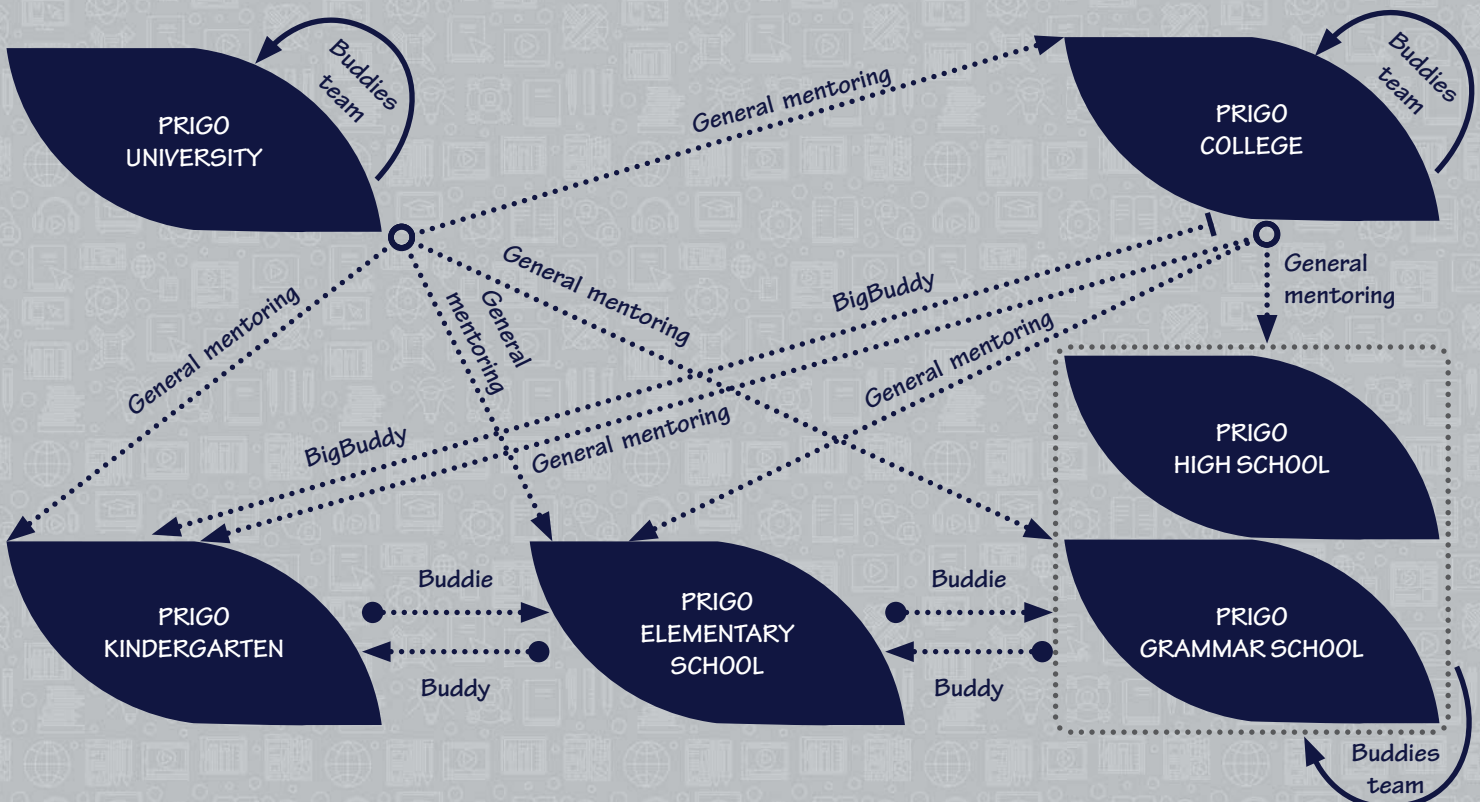 Buddies
team
Buddies
team
PRIGO
UNIVERSITY
General mentoring
PRIGO
COLLEGE
General mentoring
General mentoring
General
mentoring
BigBuddy
General
mentoring
General mentoring
BigBuddy
General mentoring
PRIGO
HIGH SCHOOL
PRIGO
KINDERGARTEN
Buddie
Buddy
PRIGO
ELEMENTARY
SCHOOL
Buddie
Buddy
PRIGO
GRAMMAR SCHOOL
Buddies
team